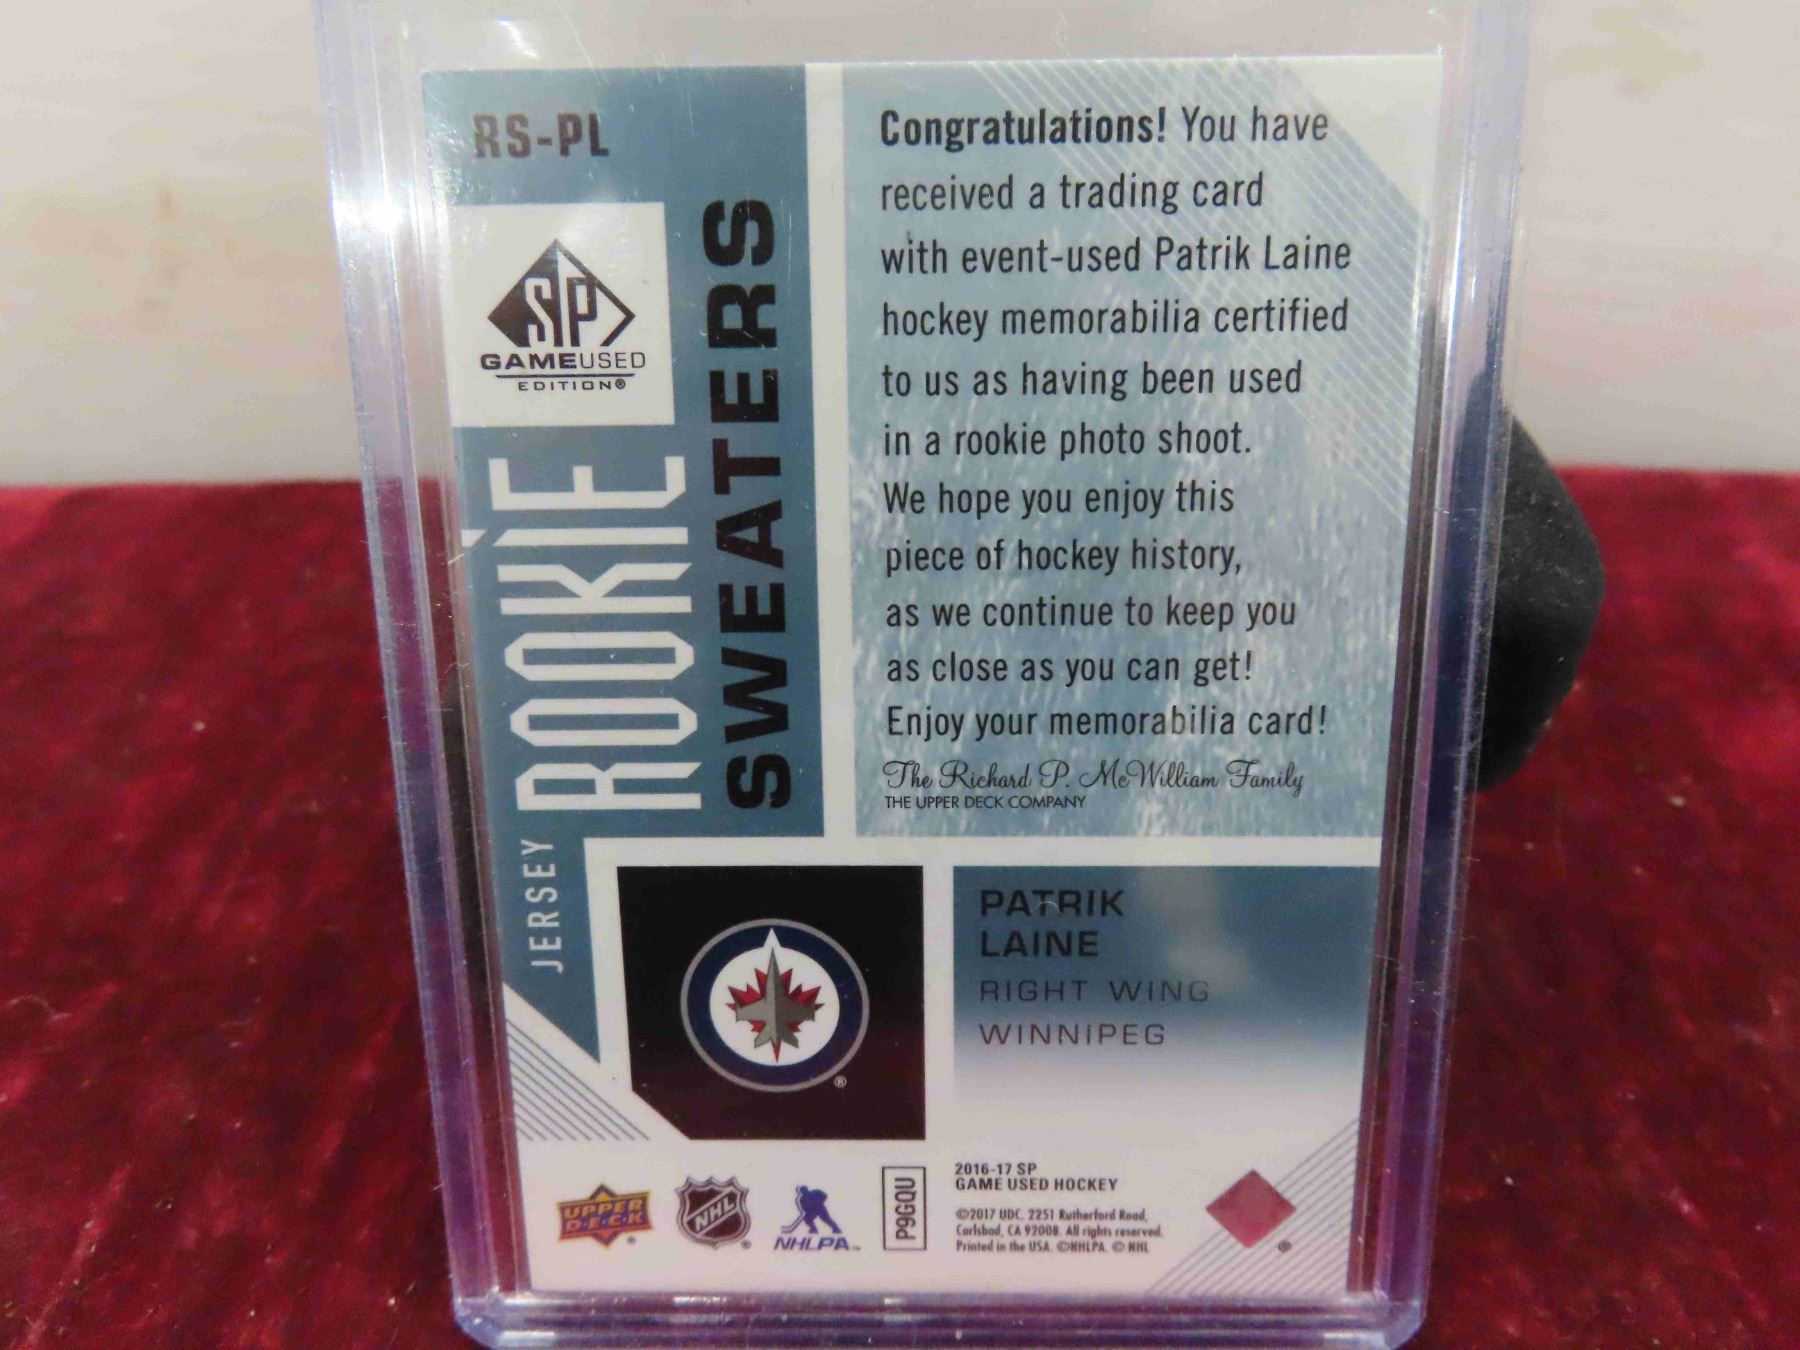 RS-PL
SP
GAMEUSED
EDITION®
JERSEY
ROOKIE
SWEATERS
Congratulations! You have
received a trading card
with event-used Patrik Laine
hockey memorabilia certified
to us as having been used
in a rookie photo shoot.
We hope you enjoy this
piece of hockey history,
as we continue to keep you
as close as you can get!
Enjoy your memorabilia card!
The Richard P. McWilliam Family
THE UPPER DECK COMPANY
PATRIK
LAINE
RIGHT WING
WINNIPEG
®
UPPER
DECK
®
NHL
®
NHLPA™
P9GQU
2016-17 SP
GAME USED HOCKEY
©2017 UDC. 2251 Rutherford Road,
Carlsbad, CA 92008. All rights reserved.
Printed in the USA. ©NHLPA. © NHL
®